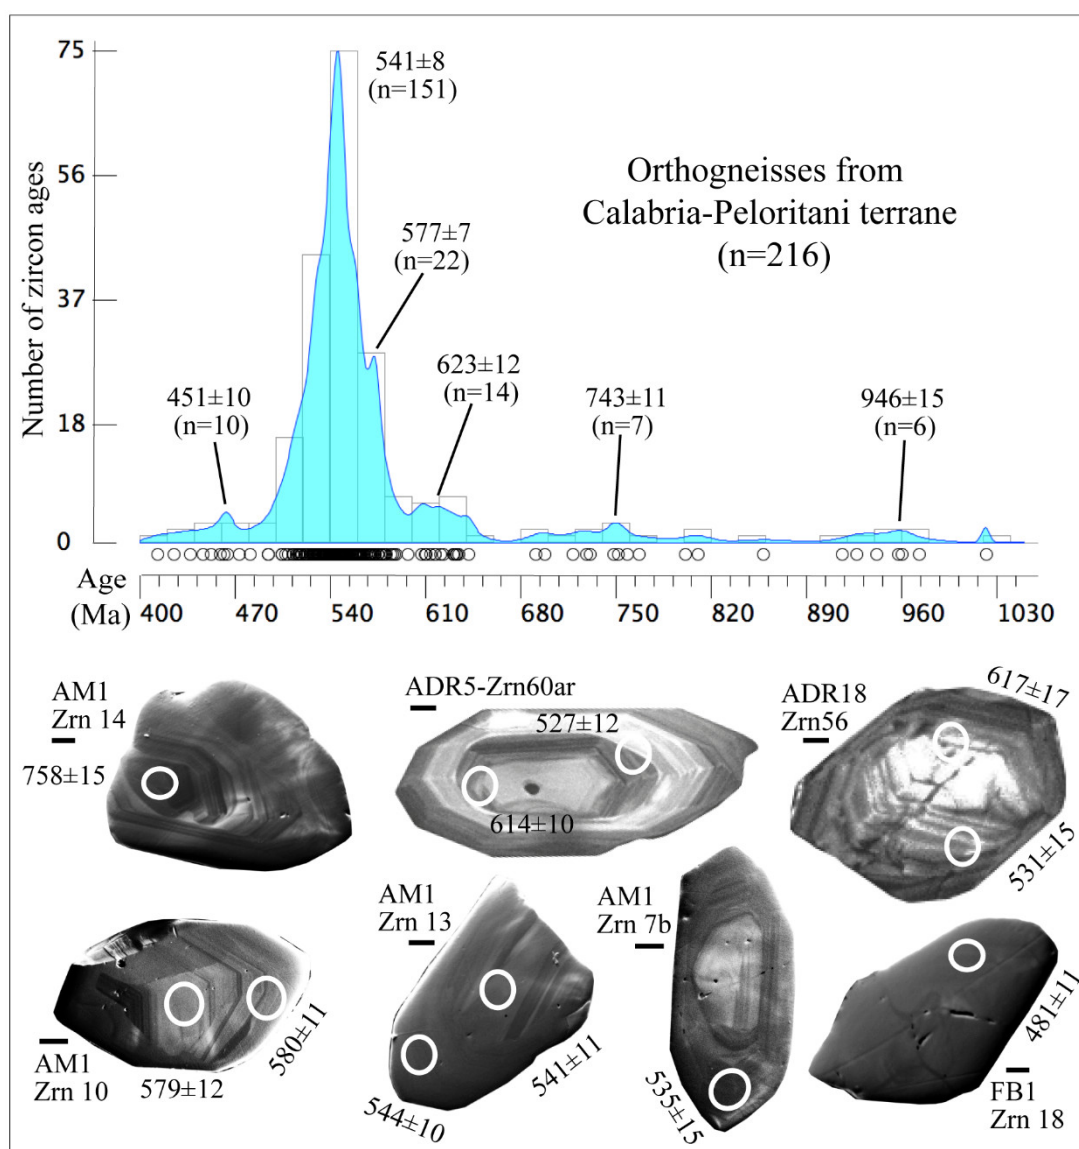 75
56
37
18
0
Number of zircon ages
541±8
(n=151)
577±7
(n=22)
623±12
(n=14)
451±10
(n=10)
743±11
(n=7)
946±15
(n=6)
Orthogneisses from
Calabria-Peloritani terrane
(n=216)
Age
(Ma)
400 470 540 610 680 750 820 890 960 1030
AM1
Zrn 14
758±15
ADR5-Zrn60ar
527±12
614±10
ADR18
Zrn56
617±17
531±15
AM1
Zrn 10
579±12
580±11
AM1
Zrn 13
544±10
541±11
AM1
Zrn 7b
535±15
481±11
FB1
Zrn 18